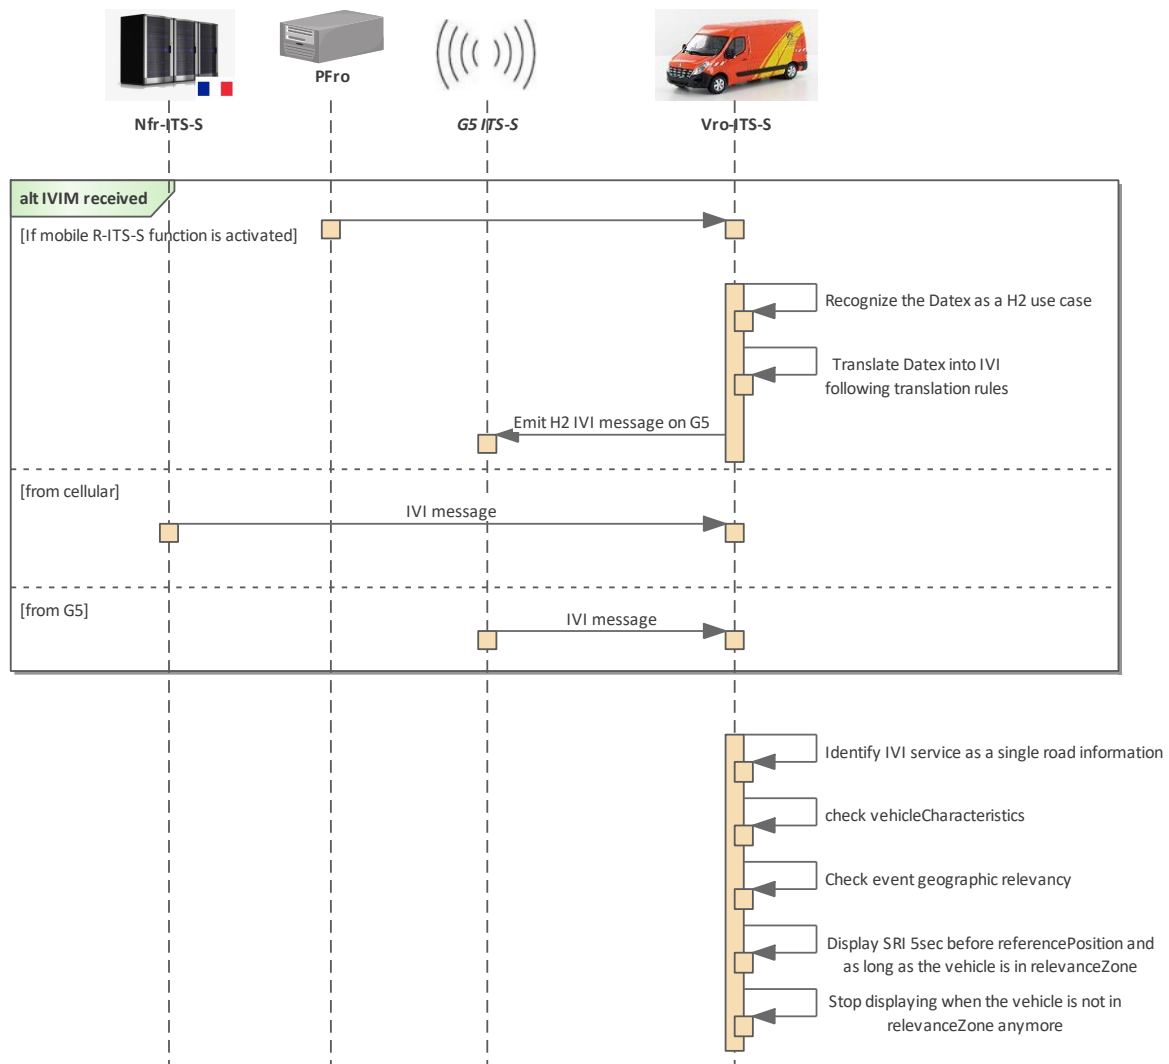 PFro
Nfr-ITS-S
G5 ITS-S
Vro-ITS-S
alt IVIM received
[If mobile R-ITS-S function is activated]
Recognize the Datex as a H2 use case
Translate Datex into IVI
following translation rules
Emit H2 IVI message on G5
[from cellular]
IVI message
[from G5]
IVI message
Identify IVI service as a single road information
check vehicleCharacteristics
Check event geographic relevancy
Display SRI 5sec before referencePosition and
as long as the vehicle is in relevanceZone
Stop displaying when the vehicle is not in
relevanceZone anymore